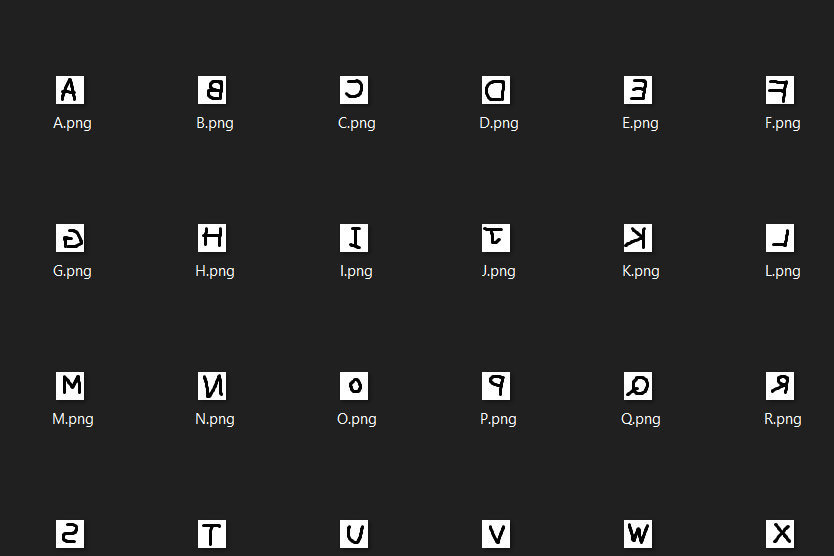 A B C D E F
A.png B.png C.png D.png E.png F.png
G H I J K L
G.png H.png I.png J.png K.png L.png
M N O P Q R
M.png N.png O.png P.png Q.png R.png
S T U V W X